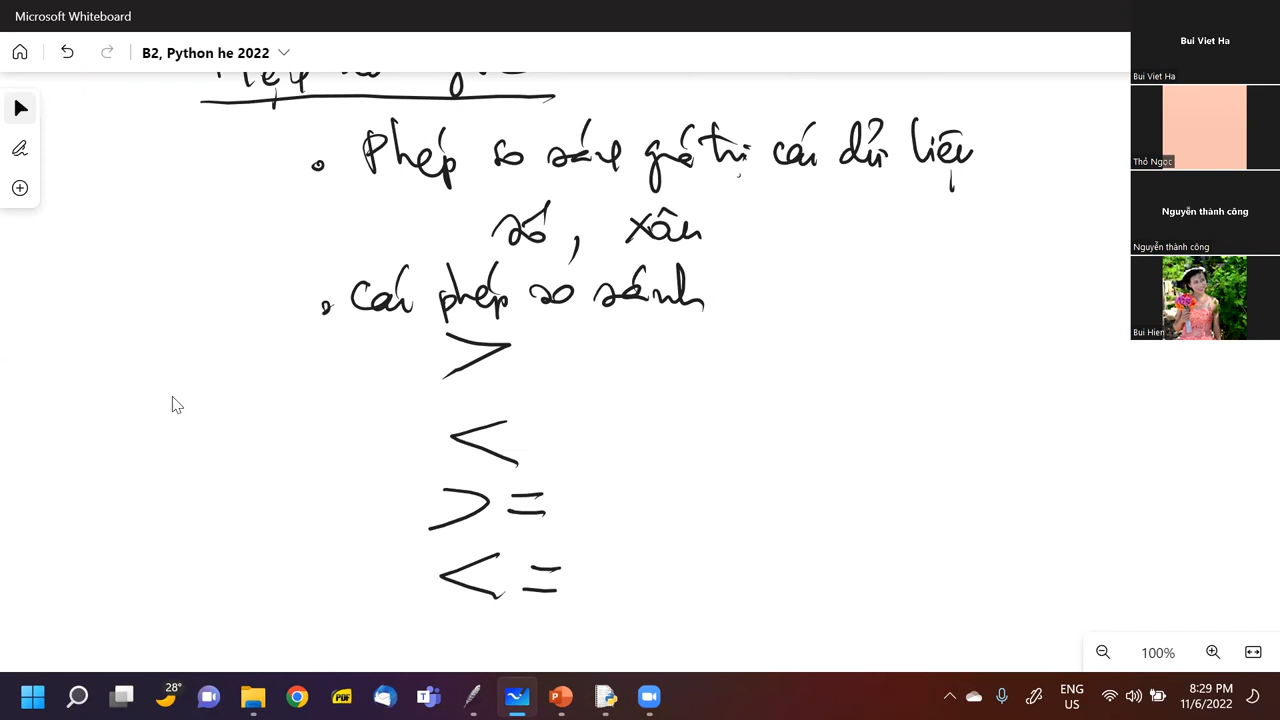 Microsoft Whiteboard
B2, Python he 2022
Bui Viet Ha
Bui Viet Ha
Thỏ Ngọc
Nguyễn thành công
Nguyễn thành công
Bui Hien
. Phép so sánh giá trị các dữ liệu
số, xâu
. Các phép so sánh
>
<
>=
<=
100%
28°
PDF
ENG
US
8:29 PM
11/6/2022